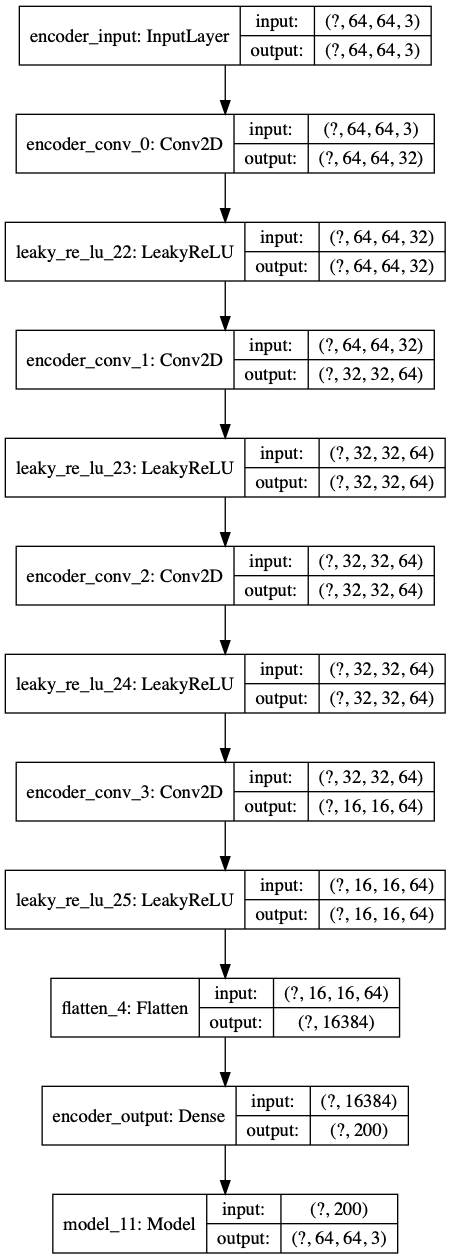 encoder_input: InputLayer
input: (?, 64, 64, 3)
output: (?, 64, 64, 3)
encoder_conv_0: Conv2D
input: (?, 64, 64, 3)
output: (?, 64, 64, 32)
leaky_re_lu_22: LeakyReLU
input: (?, 64, 64, 32)
output: (?, 64, 64, 32)
encoder_conv_1: Conv2D
input: (?, 64, 64, 32)
output: (?, 32, 32, 64)
leaky_re_lu_23: LeakyReLU
input: (?, 32, 32, 64)
output: (?, 32, 32, 64)
encoder_conv_2: Conv2D
input: (?, 32, 32, 64)
output: (?, 32, 32, 64)
leaky_re_lu_24: LeakyReLU
input: (?, 32, 32, 64)
output: (?, 32, 32, 64)
encoder_conv_3: Conv2D
input: (?, 32, 32, 64)
output: (?, 16, 16, 64)
leaky_re_lu_25: LeakyReLU
input: (?, 16, 16, 64)
output: (?, 16, 16, 64)
flatten_4: Flatten
input: (?, 16, 16, 64)
output: (?, 16384)
encoder_output: Dense
input: (?, 16384)
output: (?, 200)
model_11: Model
input: (?, 200)
output: (?, 64, 64, 3)